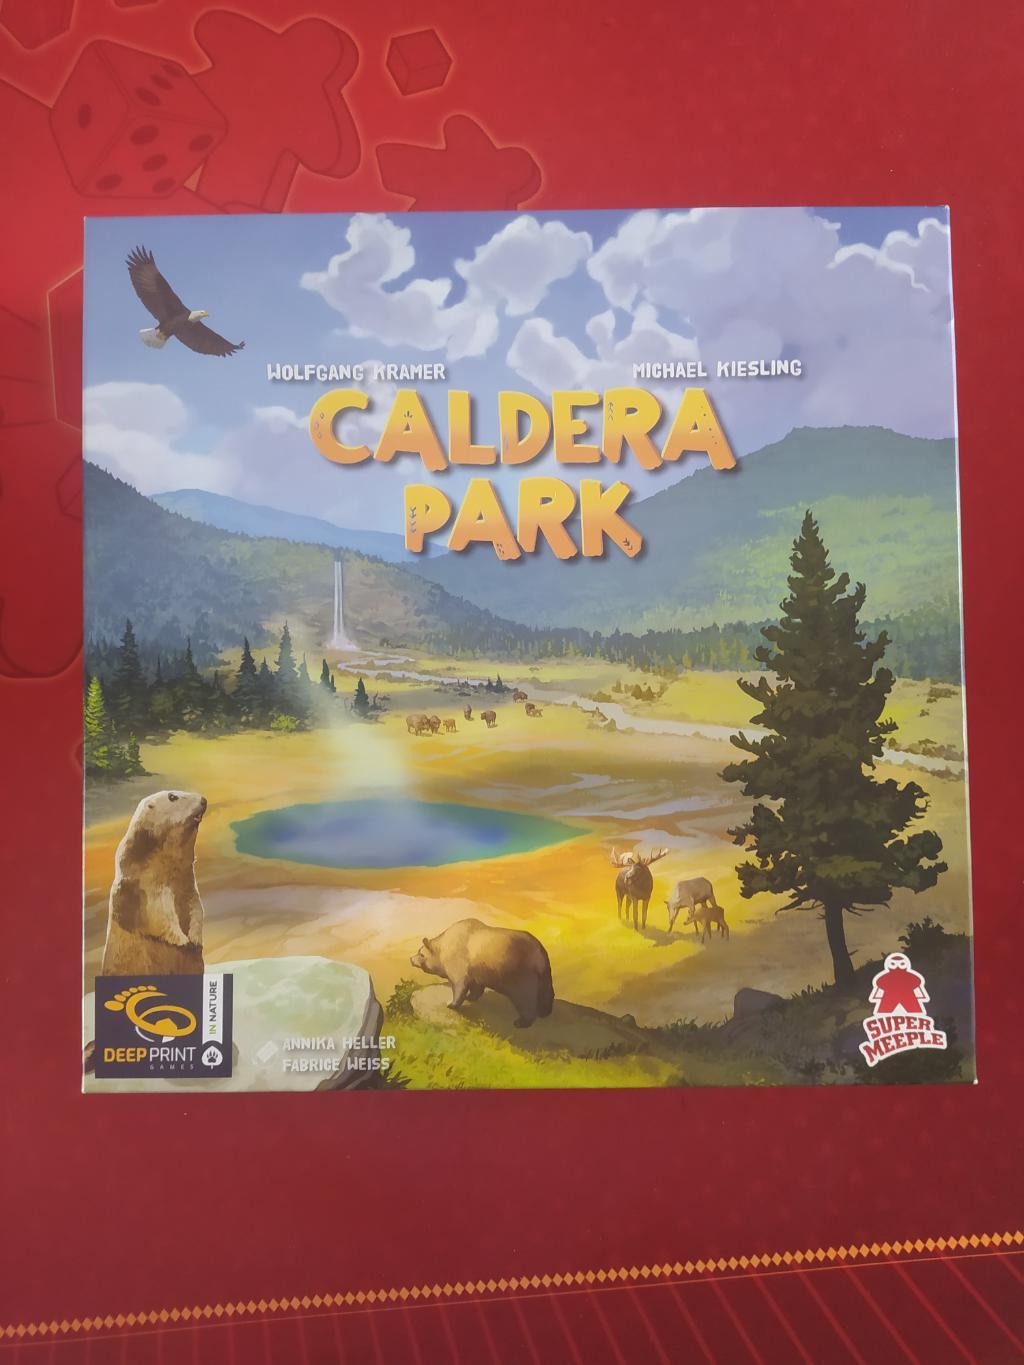 WOLFGANG KRAMER
MICHAEL KIESLING
CALDERA
PARK
DEEP PRINT
GAMES
IN NATURE
ANNIKA HELLER
FABRICE WEISS
SUPER
MEEPLE